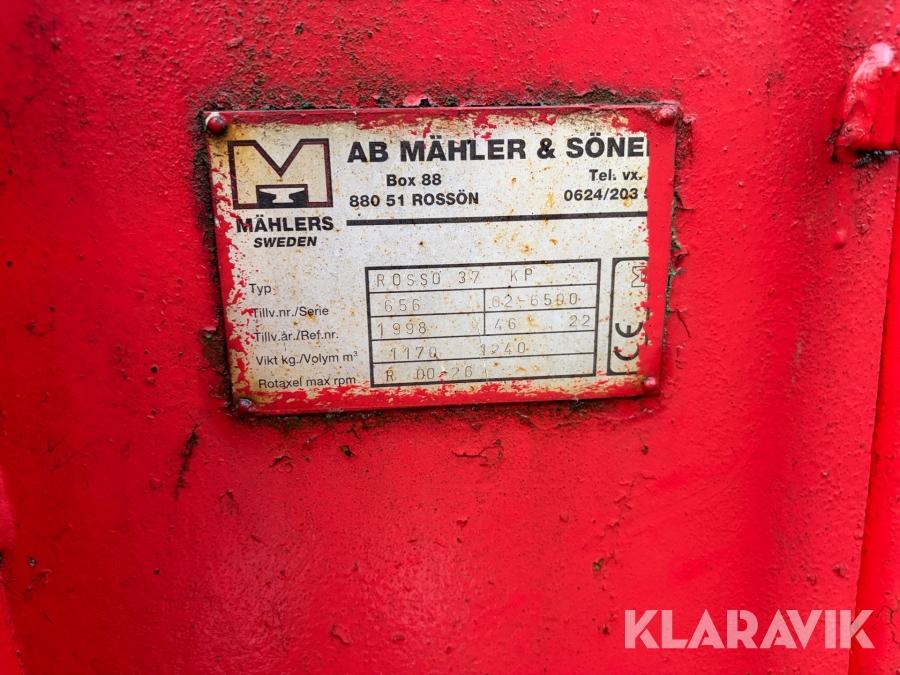 AB MÄHLER & SÖNE
Box 88 Tel. vx.
880 51 ROSSÖN 0624/203
MÄHLERS
SWEDEN
Typ ROSSO 37 KP
Tillv.nr./Serie 656 02-6500
Tillv.år./Ref.nr. 1998 46 22
Vikt kg./Volym m³ 1170 1240
Rotaxel max rpm R 00-26
CE
KLARAVIK